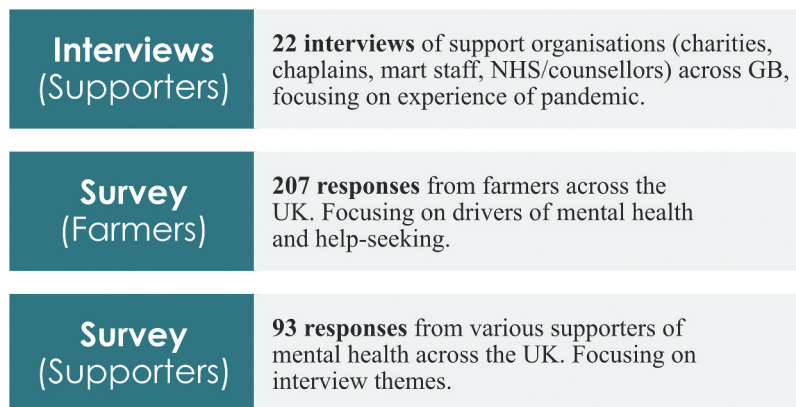 Interviews
(Supporters)
22 interviews of support organisations (charities,
chaplains, mart staff, NHS/counsellors) across GB,
focusing on experience of pandemic.
Survey
(Farmers)
207 responses from farmers across the
UK. Focusing on drivers of mental health
and help-seeking.
Survey
(Supporters)
93 responses from various supporters of
mental health across the UK. Focusing on
interview themes.